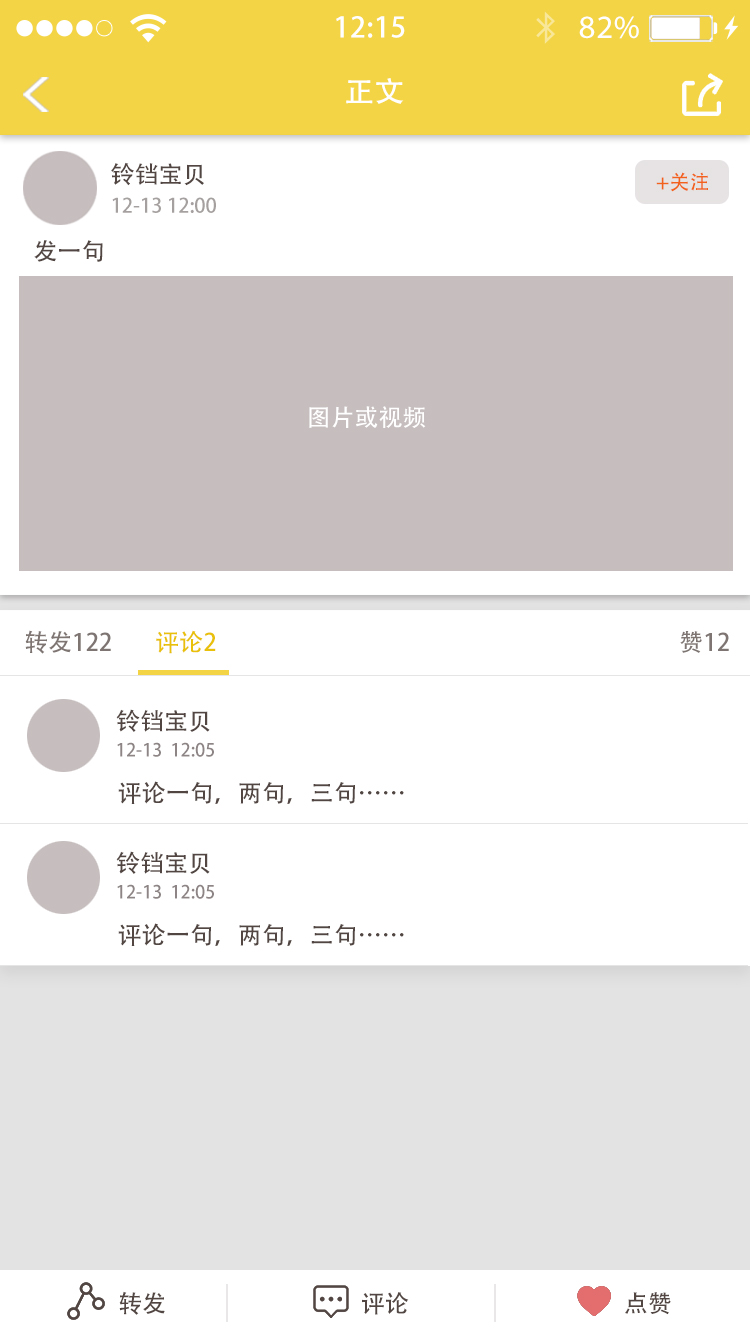 12:15
82%
正文
铃铛宝贝
+关注
12-13 12:00
发一句
图片或视频
转发122
评论2
赞12
铃铛宝贝
12-13 12:05
评论一句，两句，三句……
铃铛宝贝
12-13 12:05
评论一句，两句，三句……
转发
评论
点赞